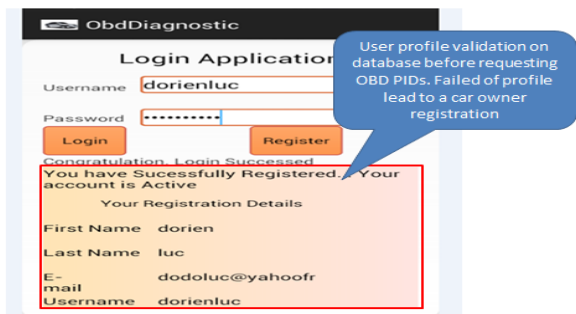 ObdDiagnostic
Login Application
User profile validation on
database before requesting
OBD PIDs. Failed of profile
lead to a car owner
registration
Username dorienluc
Password ••••••••••
Login Register
Congratulation, Login Successed
You have Sucessfully Registered.. Your
account is Active
Your Registration Details
First Name dorien
Last Name luc
E-
mail dodoluc@yahoofr
Username dorienluc